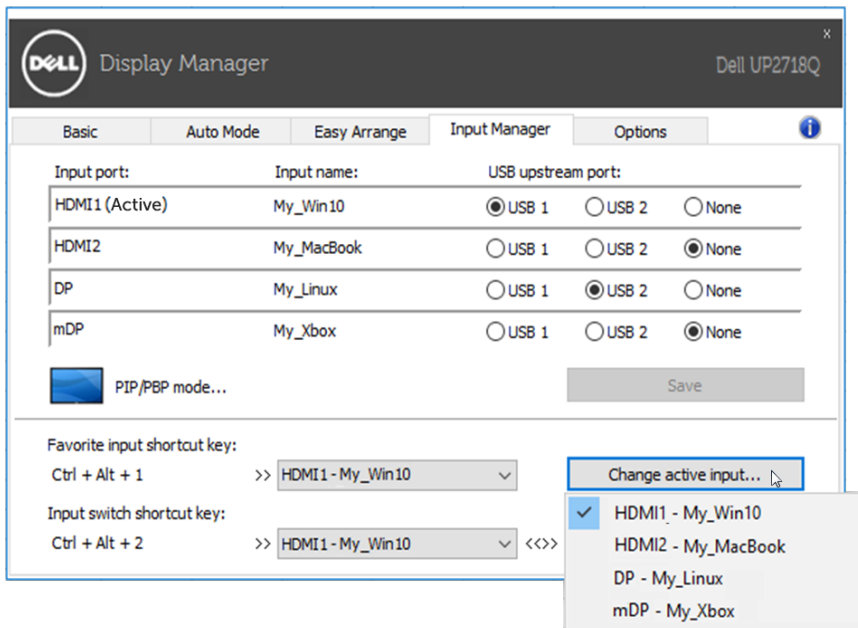 DELL Display Manager
x
Dell UP2718Q
Basic Auto Mode Easy Arrange Input Manager Options i
Input port: Input name: USB upstream port:
HDMI1 (Active) My_Win10 USB 1 USB 2 None
HDMI2 My_MacBook USB 1 USB 2 None
DP My_Linux USB 1 USB 2 None
mDP My_Xbox USB 1 USB 2 None
PIP/PBP mode... Save
Favorite input shortcut key:
Ctrl + Alt + 1 >> HDMI1 - My_Win10 Change active input...
Input switch shortcut key:
Ctrl + Alt + 2 >> HDMI1 - My_Win10 <<>>
HDMI1 - My_Win10
HDMI2 - My_MacBook
DP - My_Linux
mDP - My_Xbox